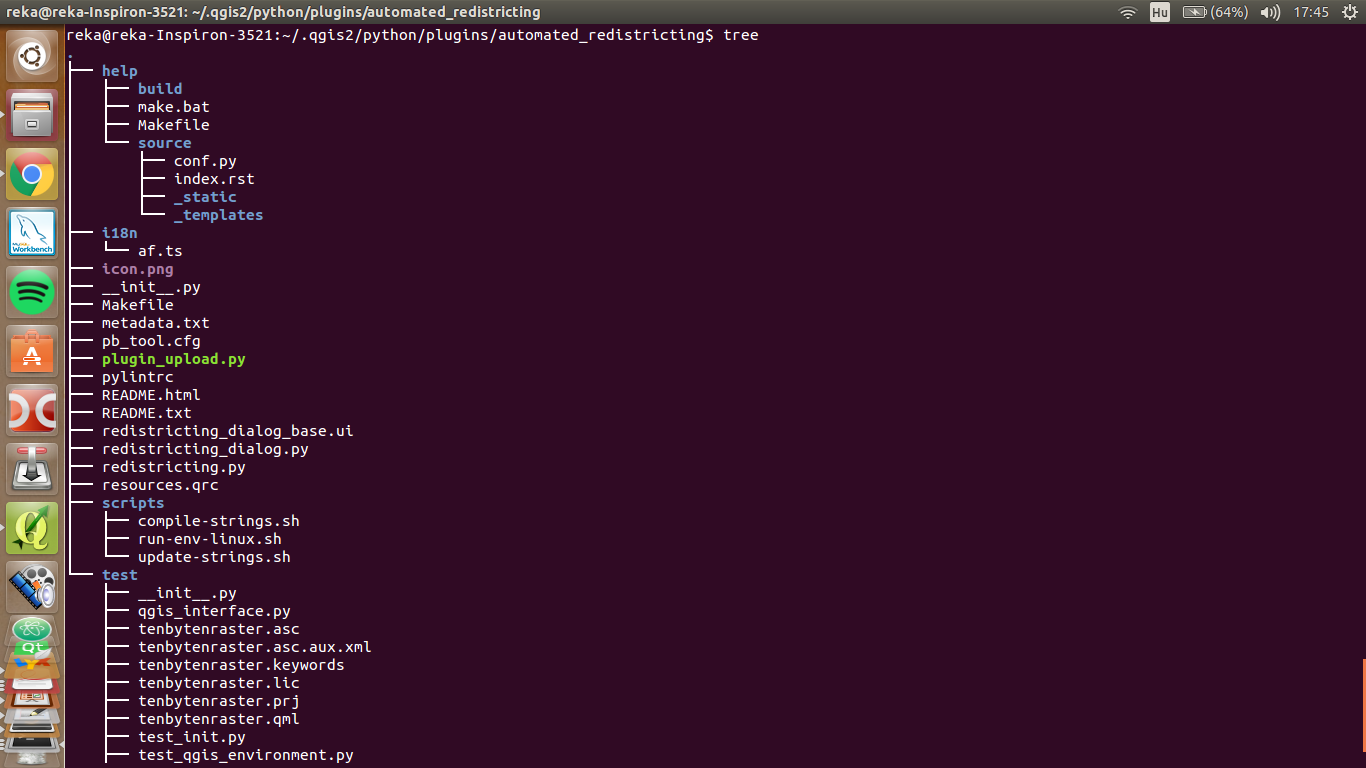 reka@reka-Inspiron-3521: ~/.qgis2/python/plugins/automated_redistricting
Hu
(64%)
17:45
reka@reka-Inspiron-3521:~/.qgis2/python/plugins/automated_redistricting$ tree
.
├── help
│   ├── build
│   ├── make.bat
│   ├── Makefile
│   └── source
│       ├── conf.py
│       ├── index.rst
│       ├── _static
│       └── _templates
├── i18n
│   └── af.ts
├── icon.png
├── __init__.py
├── Makefile
├── metadata.txt
├── pb_tool.cfg
├── plugin_upload.py
├── pylintrc
├── README.html
├── README.txt
├── redistricting_dialog_base.ui
├── redistricting_dialog.py
├── redistricting.py
├── resources.qrc
├── scripts
│   ├── compile-strings.sh
│   ├── run-env-linux.sh
│   └── update-strings.sh
└── test
    ├── __init__.py
    ├── qgis_interface.py
    ├── tenbytenraster.asc
    ├── tenbytenraster.asc.aux.xml
    ├── tenbytenraster.keywords
    ├── tenbytenraster.lic
    ├── tenbytenraster.prj
    ├── tenbytenraster.qml
    ├── test_init.py
    ├── test_qgis_environment.py
Workbench
A
Qt